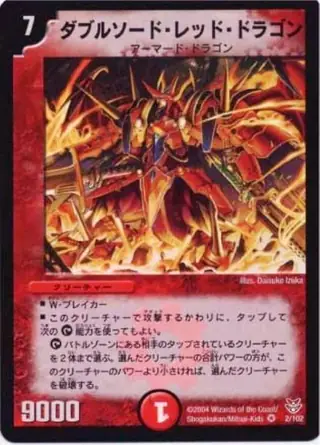 7
ダブルソード・レッド・ドラゴン
アーマード・ドラゴン
Illus. Daisuke Izuka
クリーチャー
■ W・ブレイカー
■ このクリーチャーで攻撃するかわりに、タップして
次の能力を使ってもよい。
バトルゾーンにある相手のタップされているクリーチャー
を2体まで選ぶ。選んだクリーチャーの合計パワーの方が、こ
のクリーチャーのパワーより小さければ、選んだクリーチャーを
破壊する。
9000
1
©2004 Wizards of the Coast/
Shogakukan/Mitsui-Kids
2/102